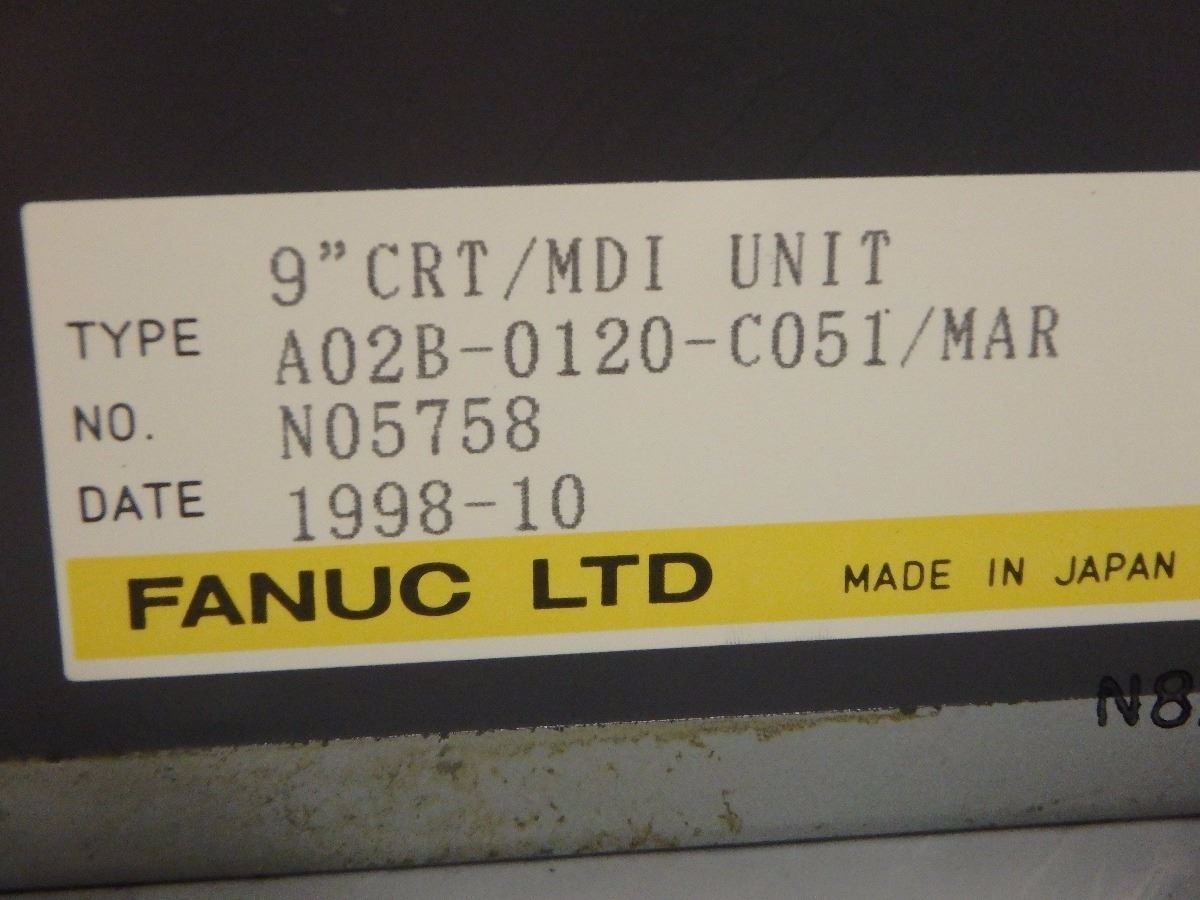 9"CRT/MDI UNIT
TYPE A02B-0120-C051/MAR
NO. N05758
DATE 1998-10
FANUC LTD MADE IN JAPAN
N8